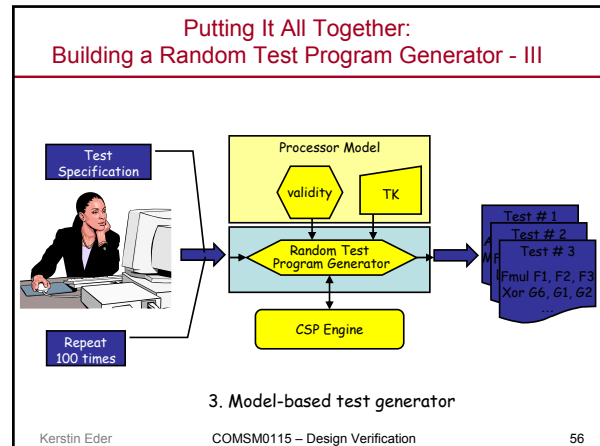 Putting It All Together:
Building a Random Test Program Generator - III
Test
Specification
Repeat
100 times
Processor Model
validity
TK
Random Test
Program Generator
CSP Engine
Test # 1
Test # 2
Test # 3
Fmul F1, F2, F3
Xor G6, G1, G2
...
3. Model-based test generator
Kerstin Eder
COMSM0115 – Design Verification
56